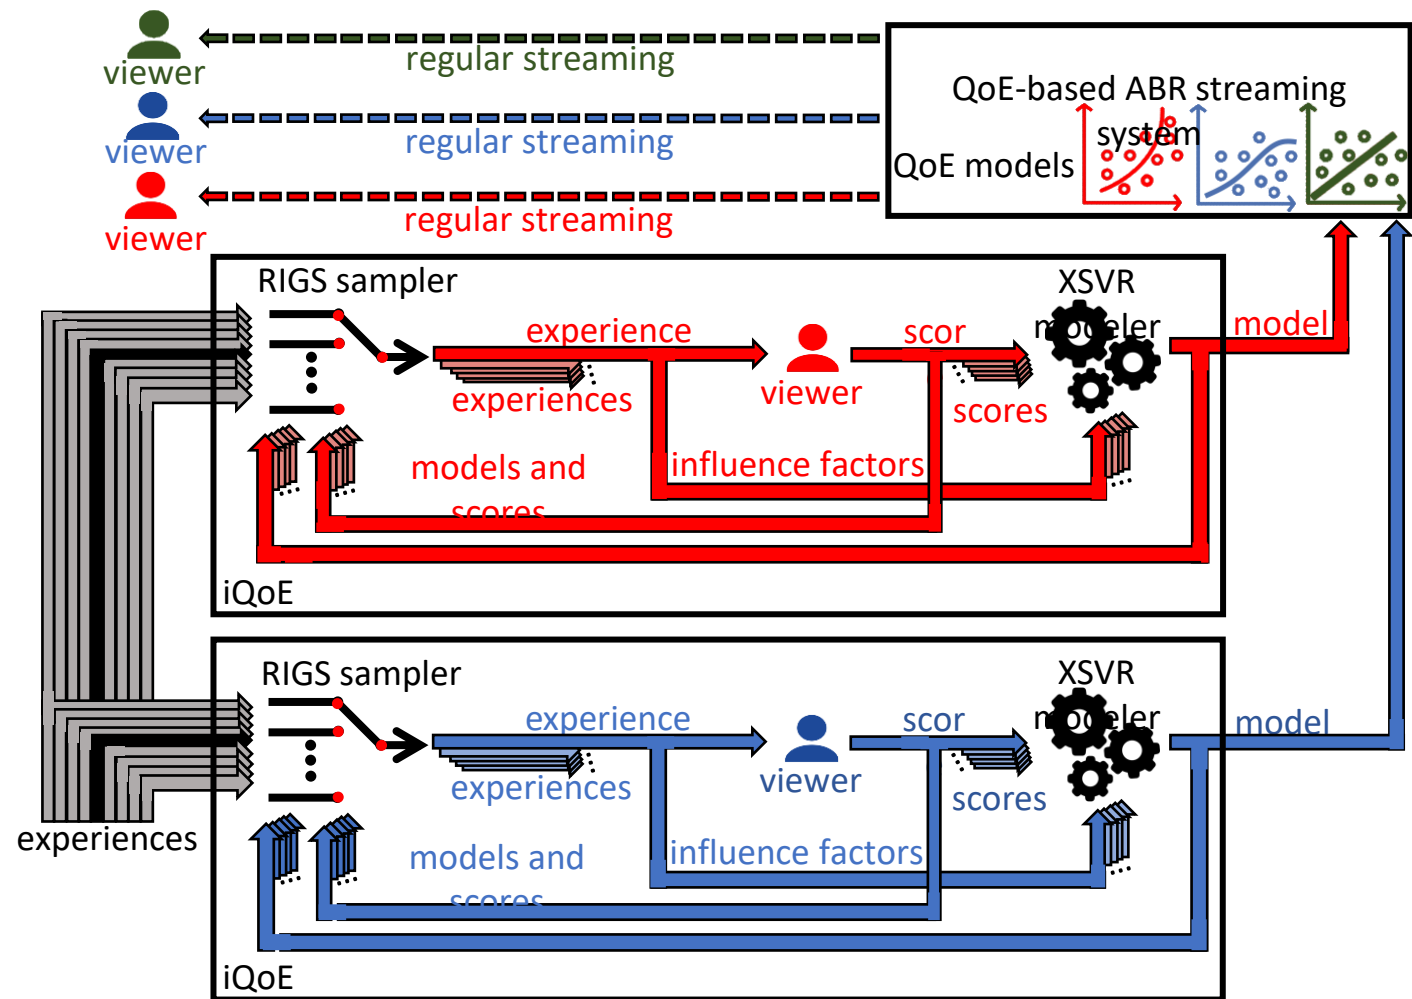 viewer
regular streaming
viewer
regular streaming
viewer
regular streaming
QoE-based ABR streaming
system
QoE models
RIGS sampler
XSVR
modeler
experience
scor
model
viewer
experiences
scores
models and
scores
influence factors
iQoE
RIGS sampler
XSVR
modeler
experience
scor
model
viewer
experiences
scores
models and
scores
influence factors
iQoE
experiences